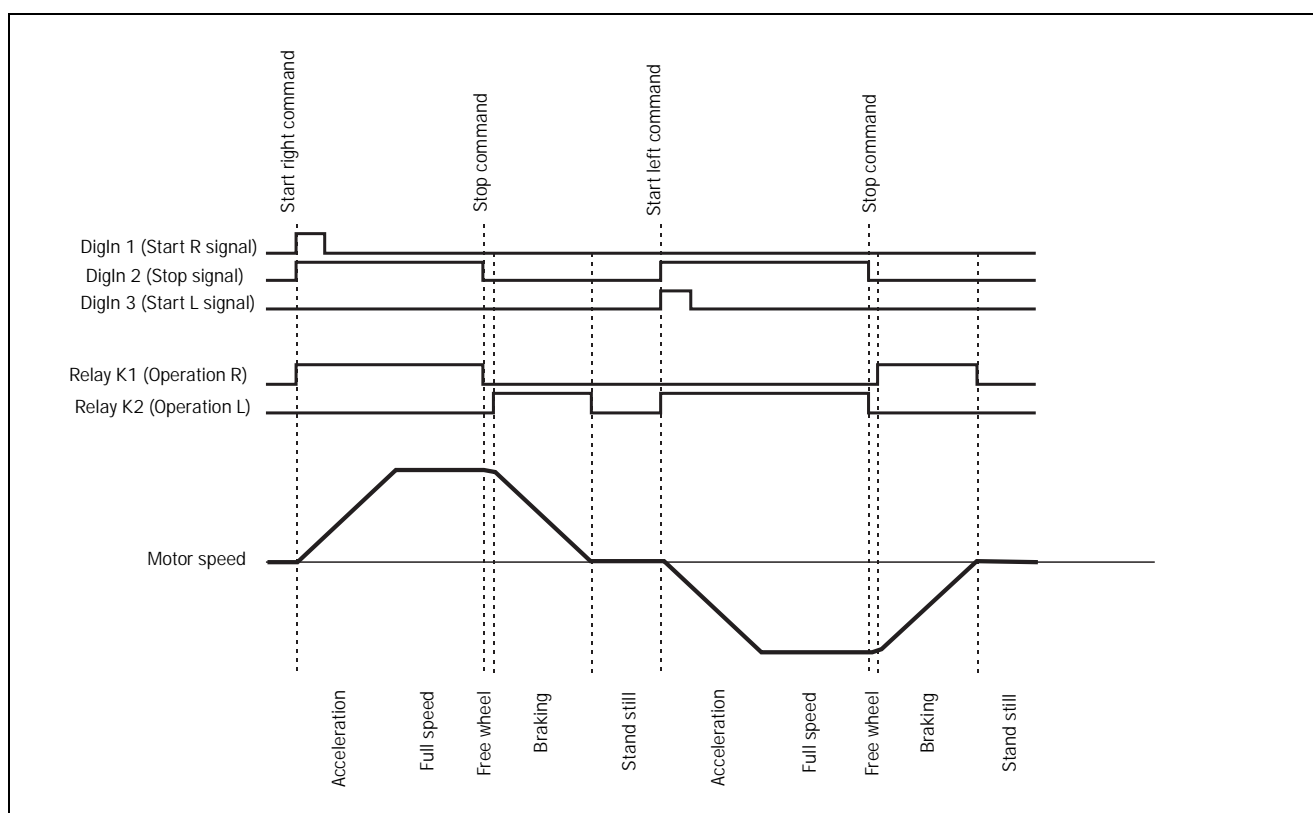 Start right command
Stop command
Start left command
Stop command
DigIn 1 (Start R signal)
DigIn 2 (Stop signal)
DigIn 3 (Start L signal)
Relay K1 (Operation R)
Relay K2 (Operation L)
Motor speed
Acceleration
Full speed
Free wheel
Braking
Stand still
Acceleration
Full speed
Free wheel
Braking
Stand still